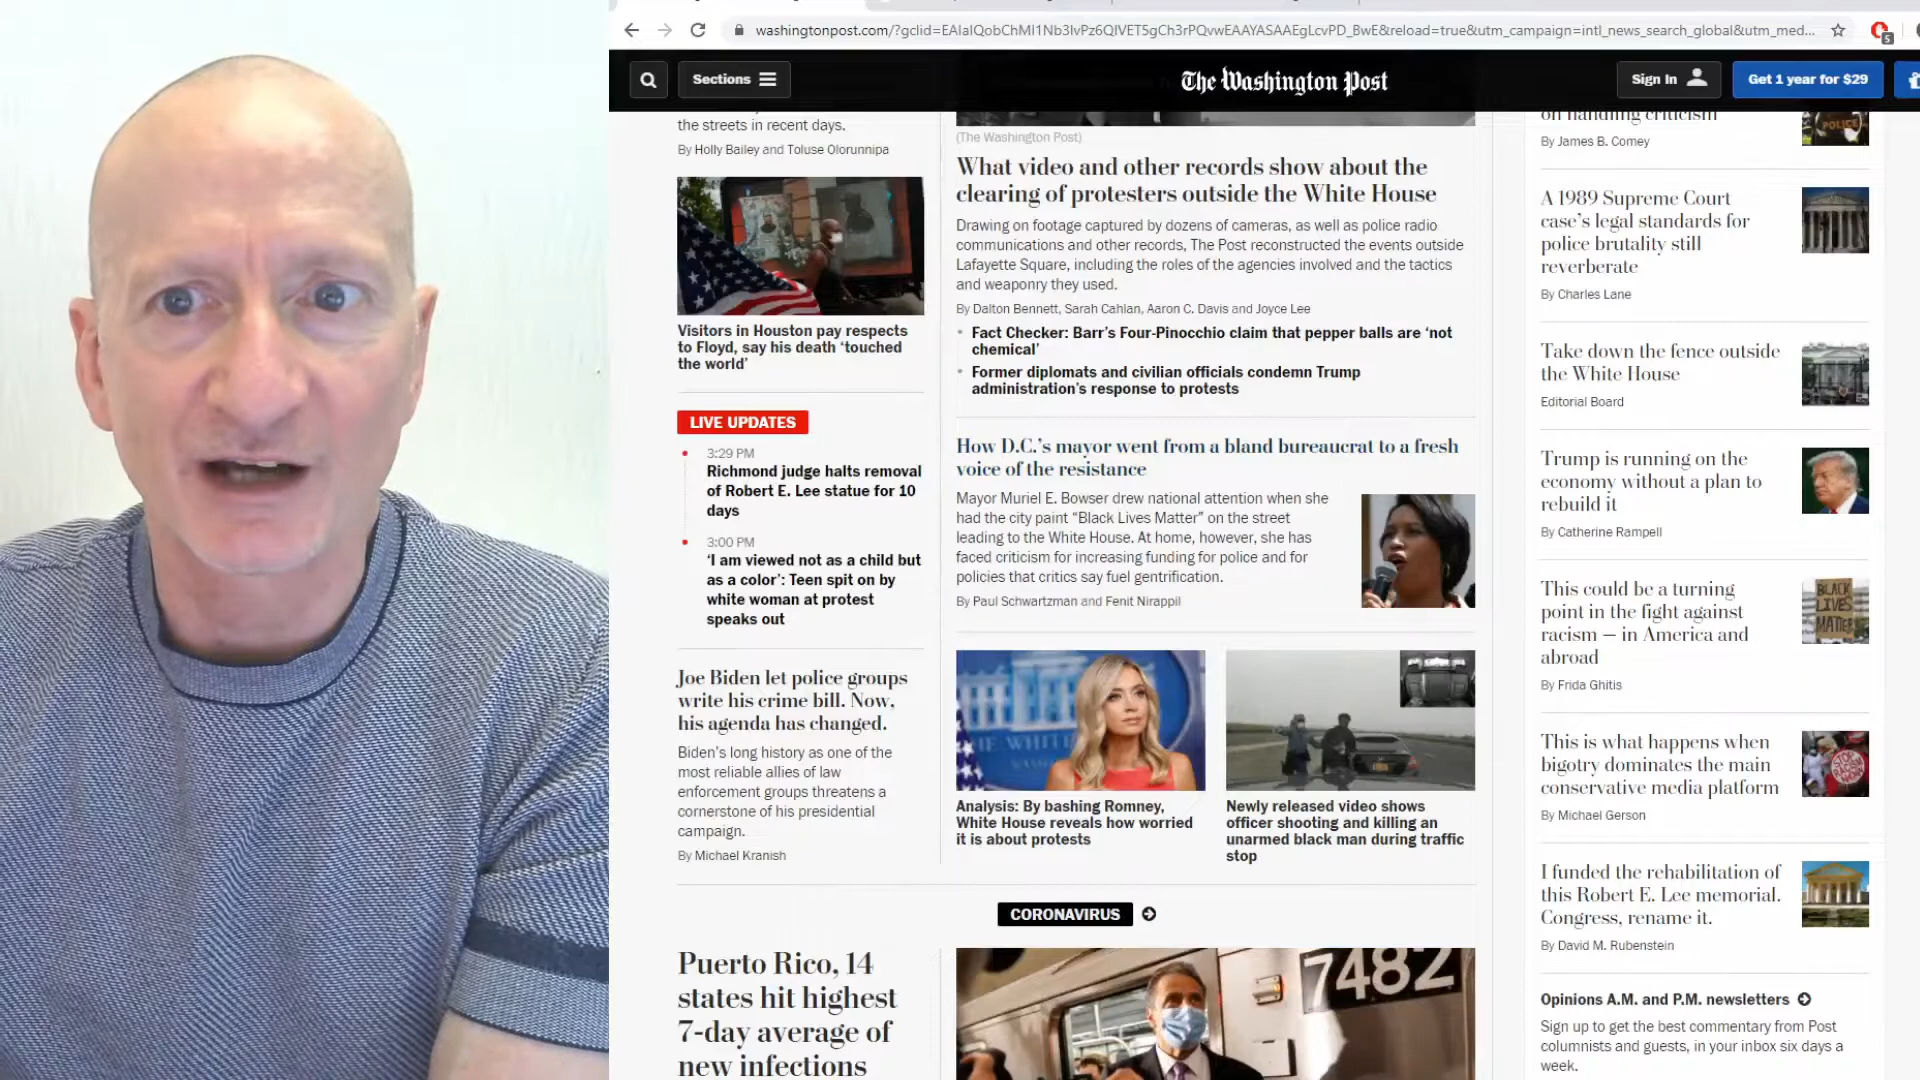 washingtonpost.com/?gclid=EAIaIQobChMI1Nb3IvPz6QIVET5gCh3rPQvwEAAYASAAEgLcvPD_BwE&reload=true&utm_campaign=intl_news_search_global&utm_med...
5
Sections
The Washington Post
Sign In
Get 1 year for $29
the streets in recent days.
By Holly Bailey and Toluse Olorunnipa
Visitors in Houston pay respects
to Floyd, say his death ‘touched
the world’
LIVE UPDATES
3:29 PM
Richmond judge halts removal
of Robert E. Lee statue for 10
days
3:00 PM
‘I am viewed not as a child but
as a color’: Teen spit on by
white woman at protest
speaks out
Joe Biden let police groups
write his crime bill. Now,
his agenda has changed.
Biden’s long history as one of the
most reliable allies of law
enforcement groups threatens a
cornerstone of his presidential
campaign.
By Michael Kranish
(The Washington Post)
What video and other records show about the
clearing of protesters outside the White House
Drawing on footage captured by dozens of cameras, as well as police radio
communications and other records, The Post reconstructed the events outside
Lafayette Square, including the roles of the agencies involved and the tactics
and weaponry they used.
By Dalton Bennett, Sarah Cahlan, Aaron C. Davis and Joyce Lee
Fact Checker: Barr’s Four-Pinocchio claim that pepper balls are ‘not
chemical’
Former diplomats and civilian officials condemn Trump
administration’s response to protests
How D.C.’s mayor went from a bland bureaucrat to a fresh
voice of the resistance
Mayor Muriel E. Bowser drew national attention when she
had the city paint “Black Lives Matter” on the street
leading to the White House. At home, however, she has
faced criticism for increasing funding for police and for
policies that critics say fuel gentrification.
By Paul Schwartzman and Fenit Nirappil
Analysis: By bashing Romney,
White House reveals how worried
it is about protests
Newly released video shows
officer shooting and killing an
unarmed black man during traffic
stop
CORONAVIRUS
Puerto Rico, 14
states hit highest
7-day average of
new infections
7482
on handling criticism
By James B. Comey
POLICE
A 1989 Supreme Court
case’s legal standards for
police brutality still
reverberate
By Charles Lane
Take down the fence outside
the White House
Editorial Board
Trump is running on the
economy without a plan to
rebuild it
By Catherine Rampell
This could be a turning
point in the fight against
racism — in America and
abroad
By Frida Ghitis
BLACK
LIVES
MATTER
This is what happens when
bigotry dominates the main
conservative media platform
By Michael Gerson
I funded the rehabilitation of
this Robert E. Lee memorial.
Congress, rename it.
By David M. Rubenstein
Opinions A.M. and P.M. newsletters
Sign up to get the best commentary from Post
columnists and guests, in your inbox six days a
week.